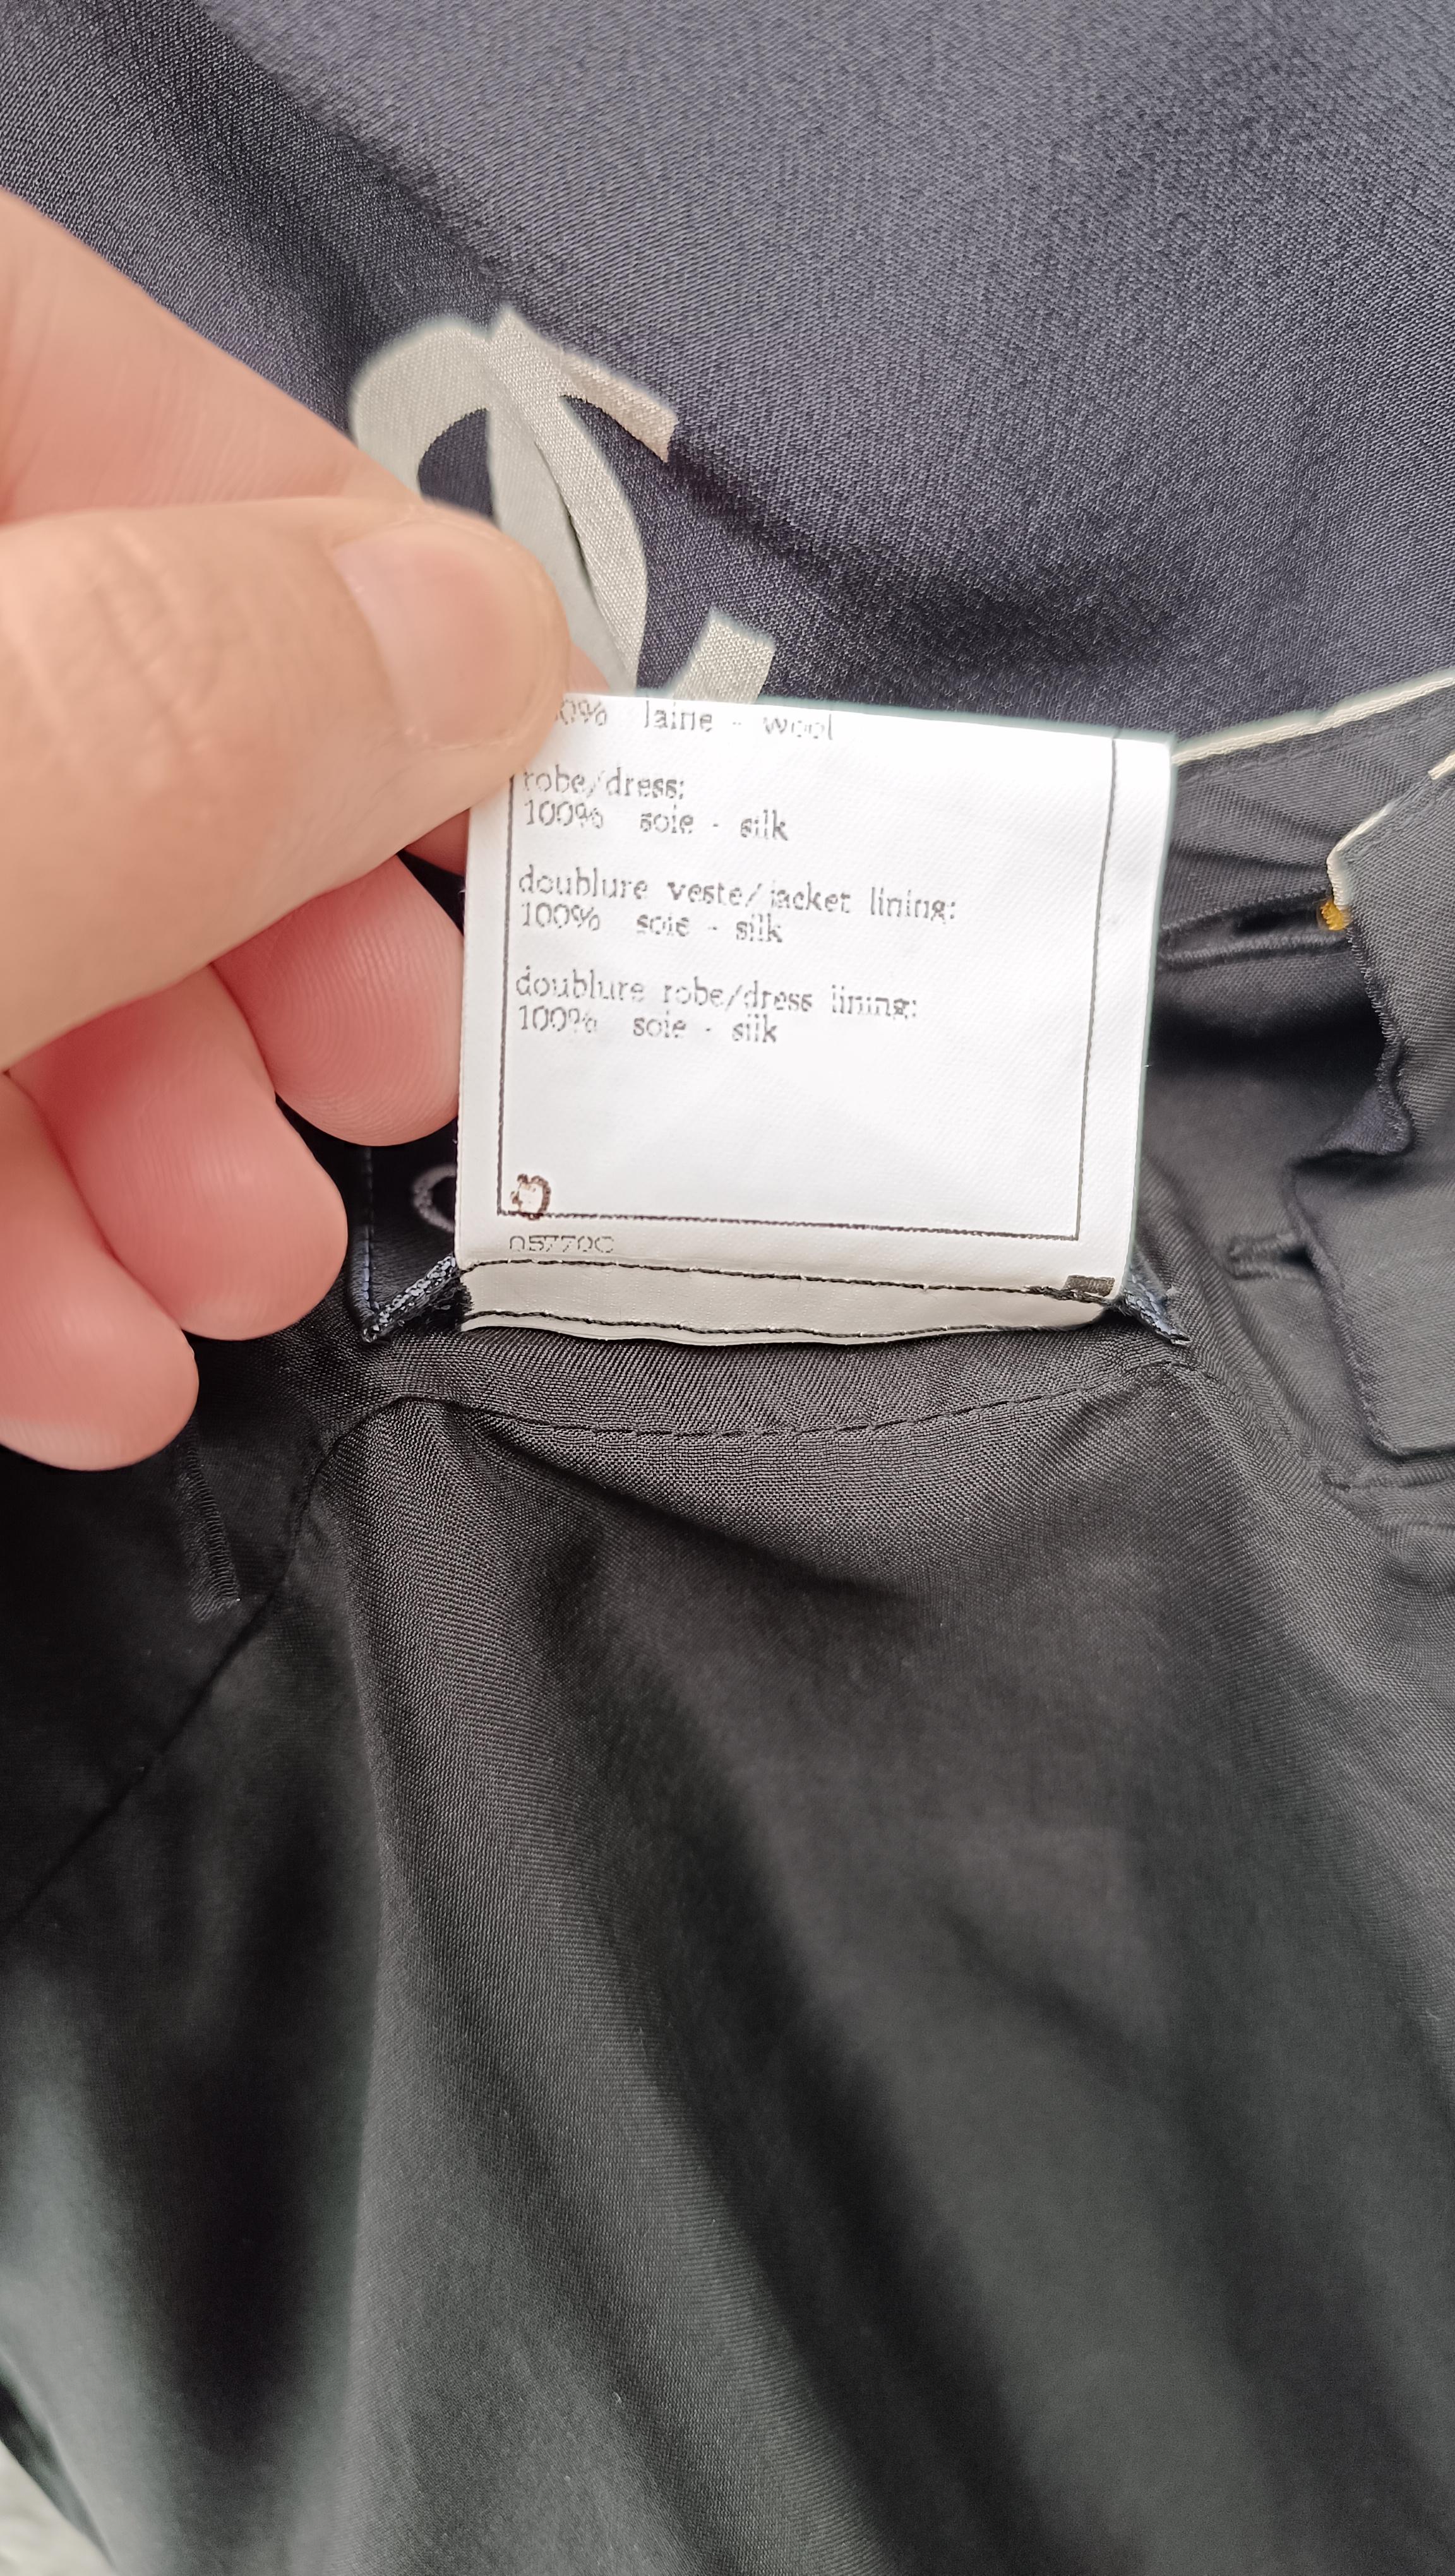 0% laine - wool
robe/dress:
100% soie - silk
doublure veste/jacket lining:
100% soie - silk
doublure robe/dress lining:
100% soie - silk
05770C